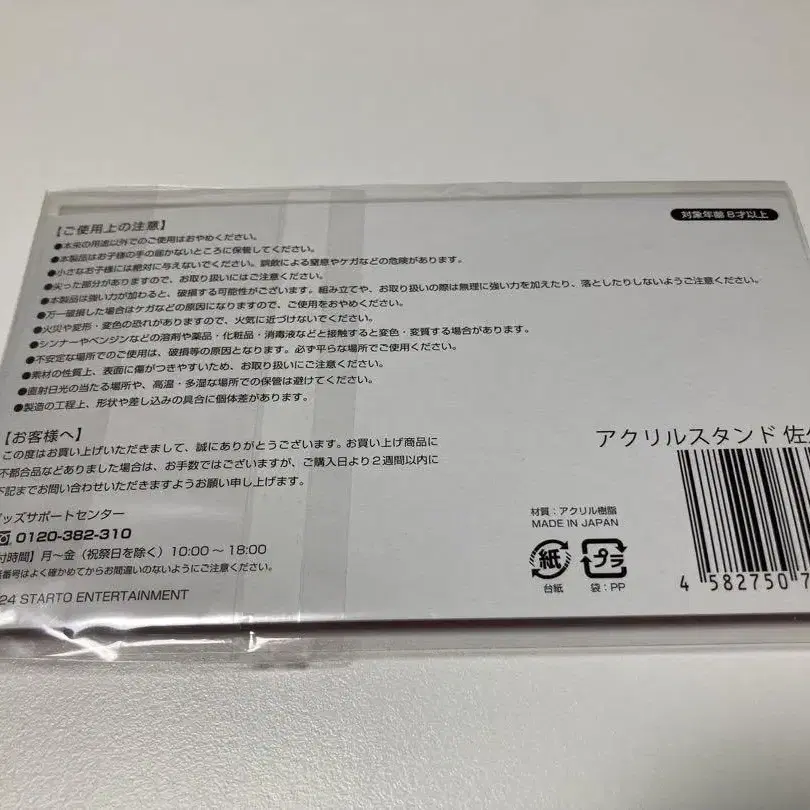 【ご使用上の注意】
対象年齢 8才以上
●本来の用途以外でのご使用はおやめください。
●本製品はお子様の手の届かないところに保管してください。
●小さなお子様には絶対に与えないでください。誤飲による窒息やケガなどの危険があります。
●尖った部分がありますので、お取り扱いにはご注意ください。
●本製品は強い力が加わると、破損する可能性がございます。組み立てや、お取り扱いの際は無理に強い力を加えたり、落としたりしないようご注意ください。
●万一破損した場合はケガなどの原因になりますので、ご使用をおやめください。
●火災や変形・変色の恐れがありますので、火気に近づけないでください。
●シンナーやベンジンなどの溶剤や薬品・化粧品・消毒液などと接触すると変色・変質する場合があります。
●不安定な場所でのご使用は、破損等の原因となります。必ず平らな場所でご使用ください。
●素材の性質上、表面に傷がつきやすいため、お取り扱いにご注意ください。
●直射日光の当たる場所や、高温・多湿な場所での保管は避けてください。
●製造の工程上、形状や差し込みの具合に個体差があります。
【お客様へ】
この度はお買い上げいただきまして、誠にありがとうございます。お買い上げ商品に
不都合品などありました場合は、お手数ではございますが、ご購入日より2週間以内に
下記までお問い合わせいただきますようお願い申し上げます。
グッズサポートセンター
0120-382-310
付時間】月～金（祝祭日を除く）10:00～18:00
番号はよく確かめてからお間違いのないようにご注意ください。
24 STARTO ENTERTAINMENT
アクリルスタンド 佐
材質：アクリル樹脂
MADE IN JAPAN
紙 プラ
台紙 袋：PP
4 582750 7